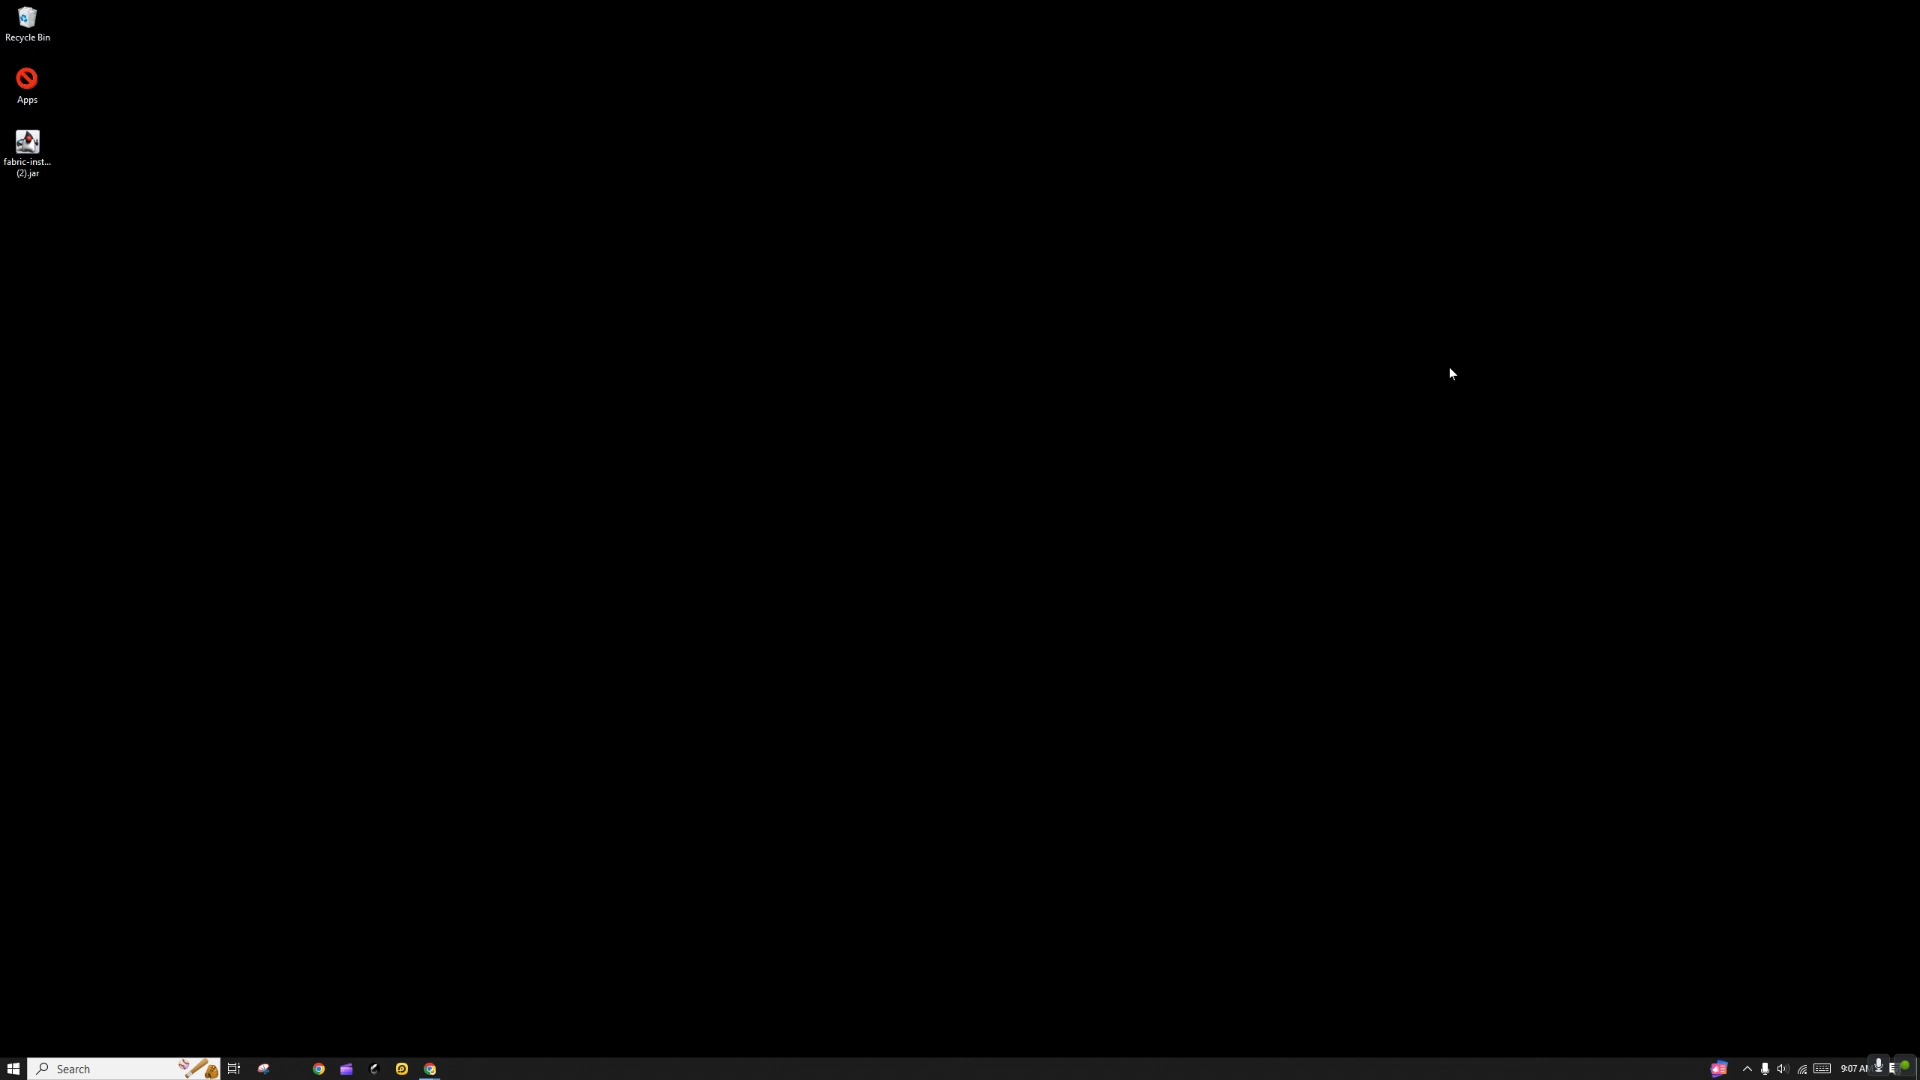 Recycle Bin
Apps
fabric-inst...
(2).jar
Search
9:07 AM